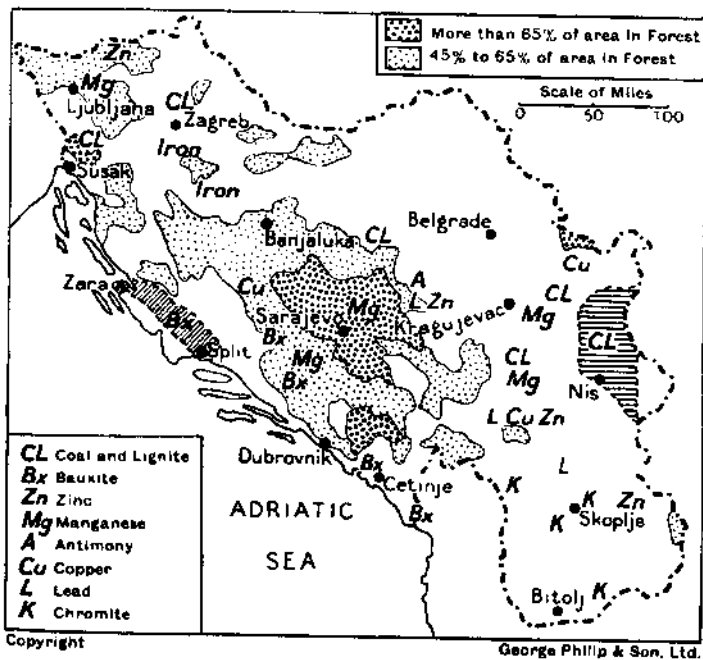 More than 65% of area in Forest
45% to 65% of area in Forest
Scale of Miles
0 50 100
Zn
Mg
Ljubljana
CL
Zagreb
CL
Susak
Iron
Iron
Belgrade
Banjaluka
CL
Cu
Zara
Cu
A
L Zn
CL
Mg
Kragujevac
Mg
Sarajevo
Bx
Bx
CL
Split
Mg
Bx
CL
Mg
Nis
L Cu Zn
Dubrovnik
Bx
Cetinje
Bx
L
K
K
Zn
K
Skoplje
K
Bitolj
ADRIATIC
SEA
CL Coal and Lignite
Bx Bauxite
Zn Zinc
Mg Manganese
A Antimony
Cu Copper
L Lead
K Chromite
Copyright
George Philip & Son, Ltd.